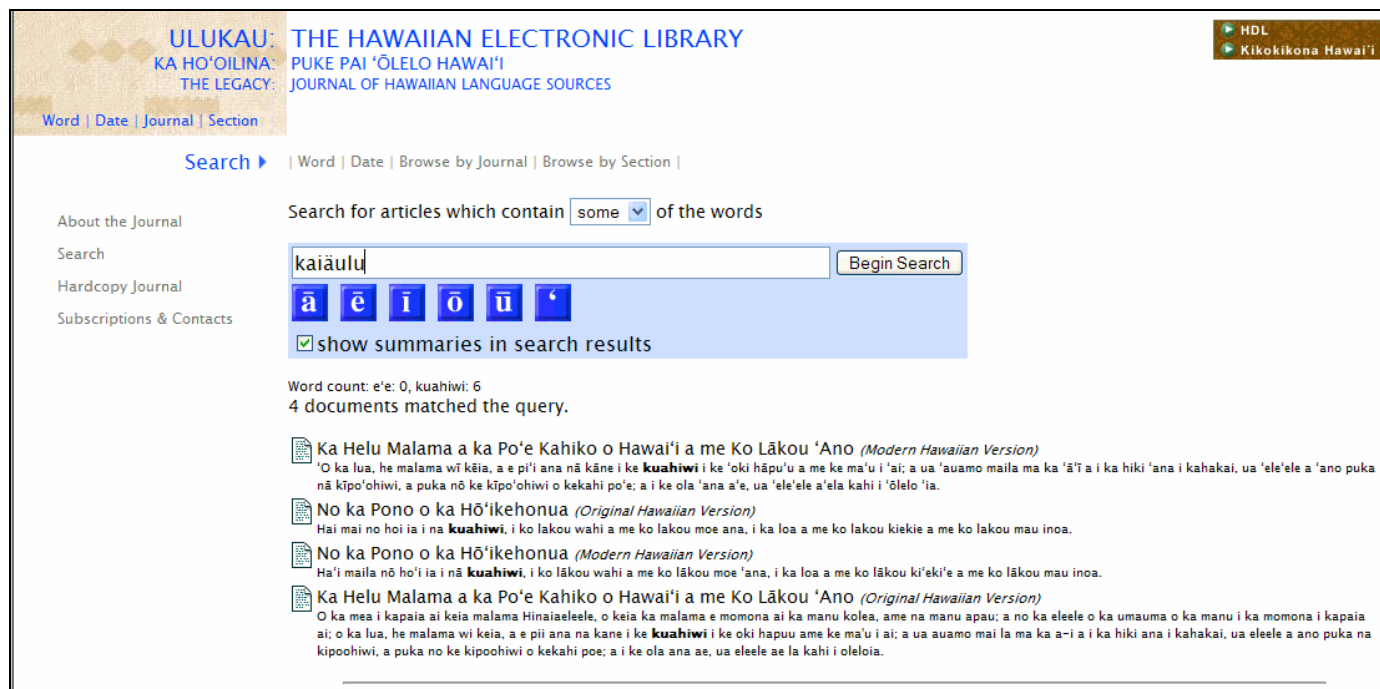 ULUKAU: THE HAWAIIAN ELECTRONIC LIBRARY
KA HOʻOILINA: PUKE PAI ʻŌLELO HAWAIʻI
THE LEGACY: JOURNAL OF HAWAIIAN LANGUAGE SOURCES
HDL
Kikokikona Hawaiʻi
Word | Date | Journal | Section
Search | Word | Date | Browse by Journal | Browse by Section |
About the Journal
Search
Hardcopy Journal
Subscriptions & Contacts
Search for articles which contain some of the words
kaiäulu Begin Search
ā ē ī ō ū ʻ
show summaries in search results
Word count: eʻe: 0, kuahiwi: 6
4 documents matched the query.
Ka Helu Malama a ka Poʻe Kahiko o Hawaiʻi a me Ko Lākou ʻAno (Modern Hawaiian Version)
ʻO ka lua, he malama wī kēia, a e piʻi ana nā kāne i ke kuahiwi i ke ʻoki hāpuʻu a me ke maʻu i ʻai; a ua ʻauamo maila ma ka ʻāʻī a i ka hiki ʻana i kahakai, ua ʻeleʻele a ʻano puka
nā kīpoʻohiwi, a puka nō ke kīpoʻohiwi o kekahi poʻe; a i ke ola ʻana aʻe, ua ʻeleʻele aʻela kahi i ʻōlelo ʻia.
No ka Pono o ka Hōʻikehonua (Original Hawaiian Version)
Hai mai no hoi ia i na kuahiwi, i ko lakou wahi a me ko lakou moe ana, i ka loa a me ko lakou kiekie a me ko lakou mau inoa.
No ka Pono o ka Hōʻikehonua (Modern Hawaiian Version)
Haʻi maila nō hoʻi ia i nā kuahiwi, i ko lākou wahi a me ko lākou moe ʻana, i ka loa a me ko lākou kiʻekiʻe a me ko lākou mau inoa.
Ka Helu Malama a ka Poʻe Kahiko o Hawaiʻi a me Ko Lākou ʻAno (Original Hawaiian Version)
O ka mea i kapaia ai keia malama Hinaiaeleele, o keia ka malama e momona ai ka manu kolea, ame na manu apau; a no ka eleele o ka umauma o ka manu i ka momona i kapaia
ai; o ka lua, he malama wi keia, a e pii ana na kane i ke kuahiwi i ke oki hapuu ame ke ma'u i ai; a ua auamo mai la ma ka a-i a i ka hiki ana i kahakai, ua eleele a ano puka na
kipoohiwi, a puka no ke kipoohiwi o kekahi poe; a i ke ola ana ae, ua eleele ae la kahi i oleloia.